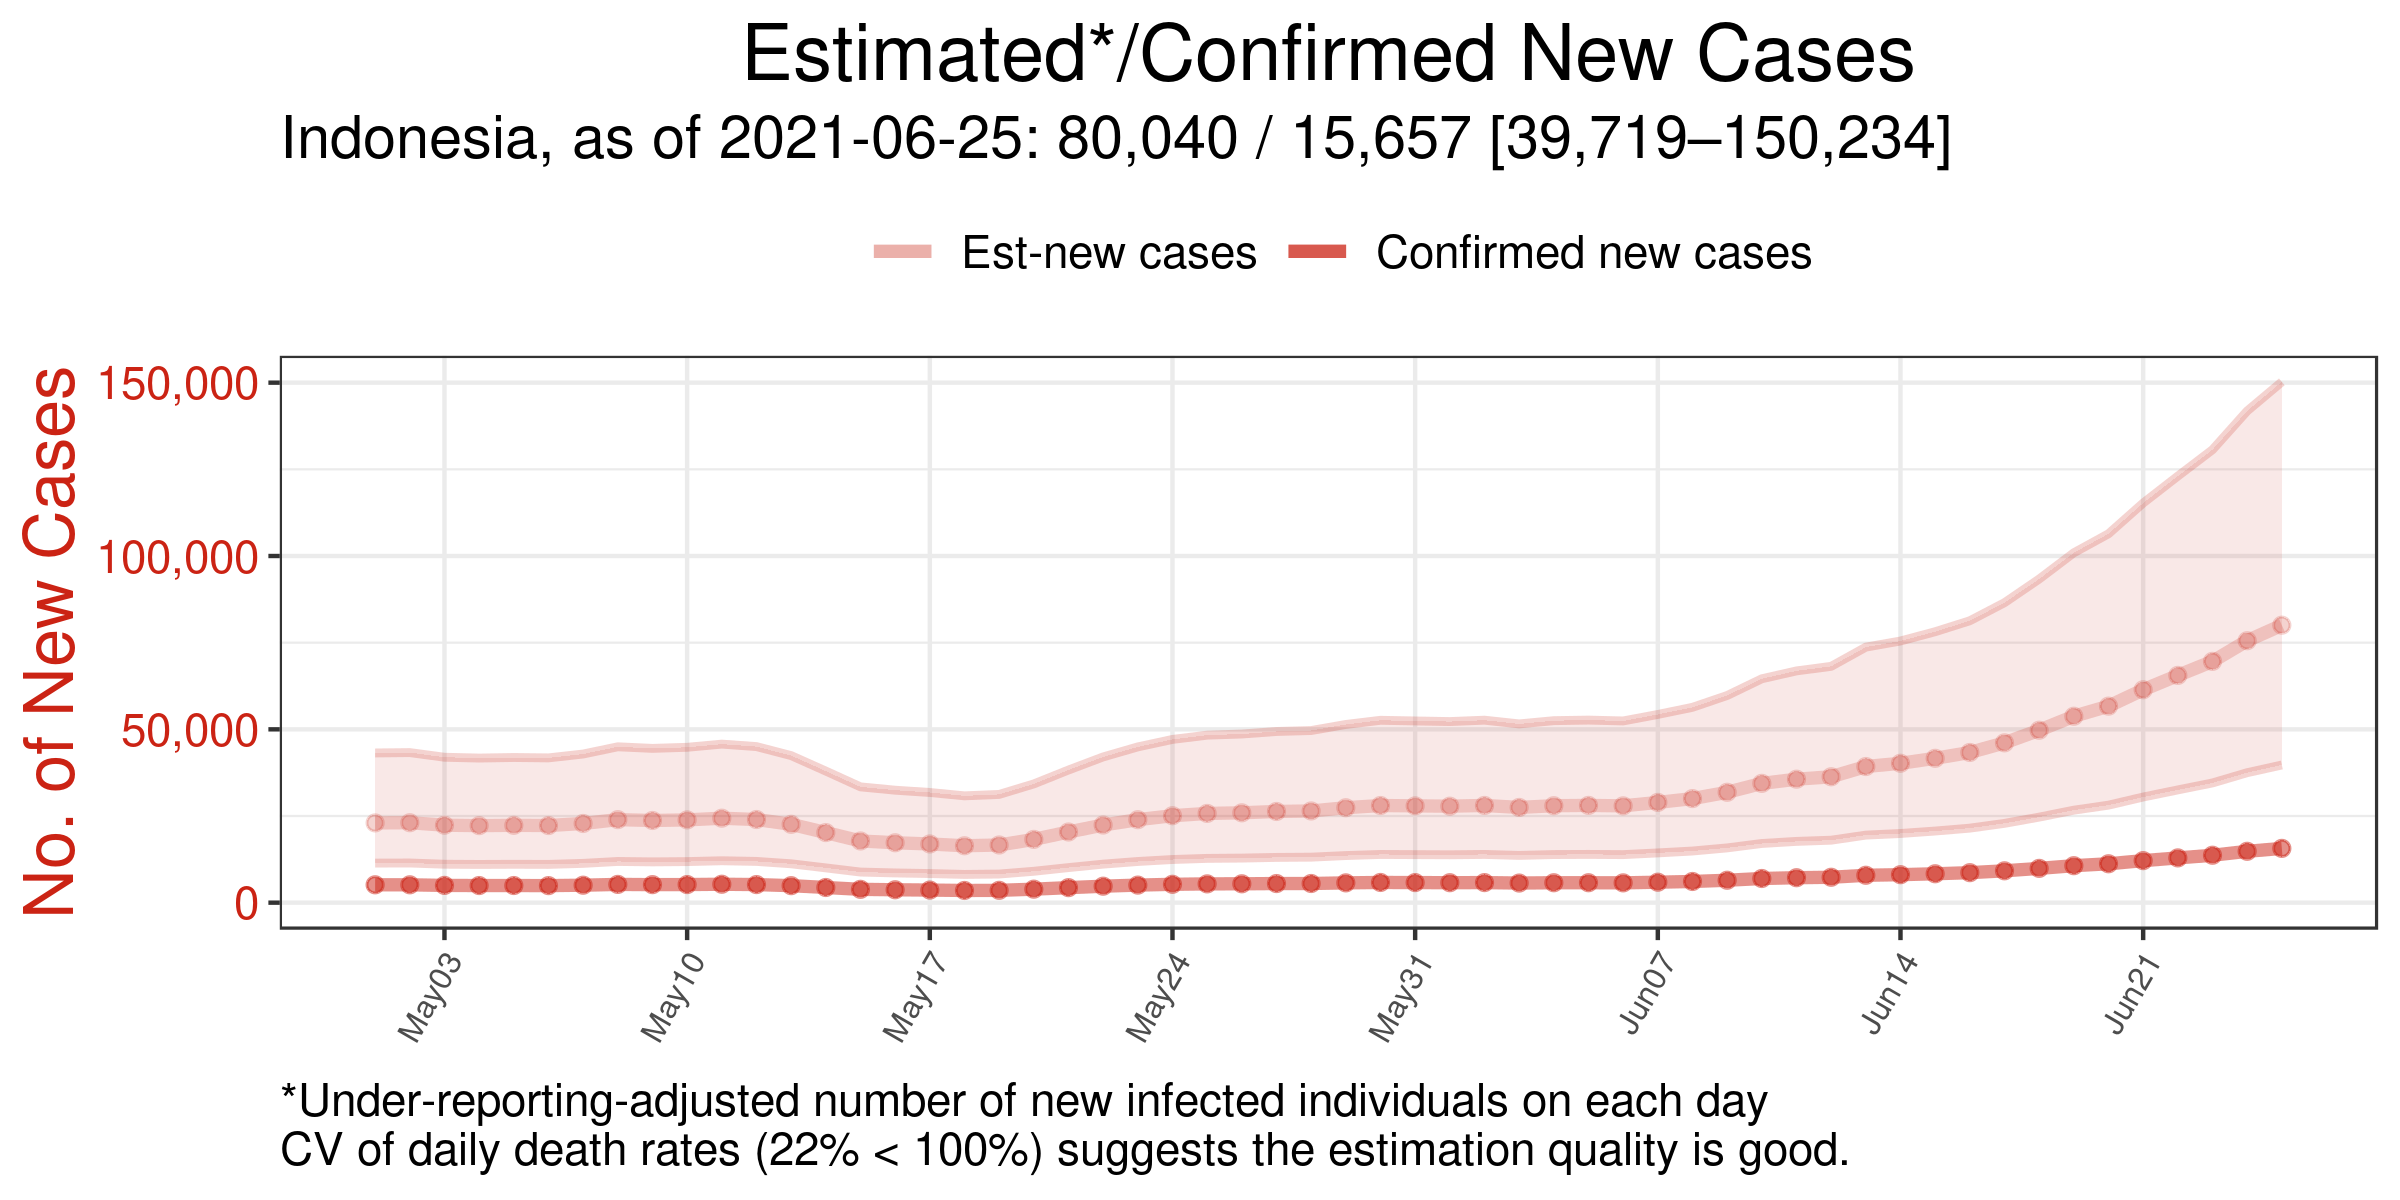 Estimated*/Confirmed New Cases
Indonesia, as of 2021-06-25: 80,040 / 15,657 [39,719–150,234]
Est-new cases
Confirmed new cases
No. of New Cases
150,000
100,000
50,000
0
May03
May10
May17
May24
May31
Jun07
Jun14
Jun21
*Under-reporting-adjusted number of new infected individuals on each day
CV of daily death rates (22% < 100%) suggests the estimation quality is good.